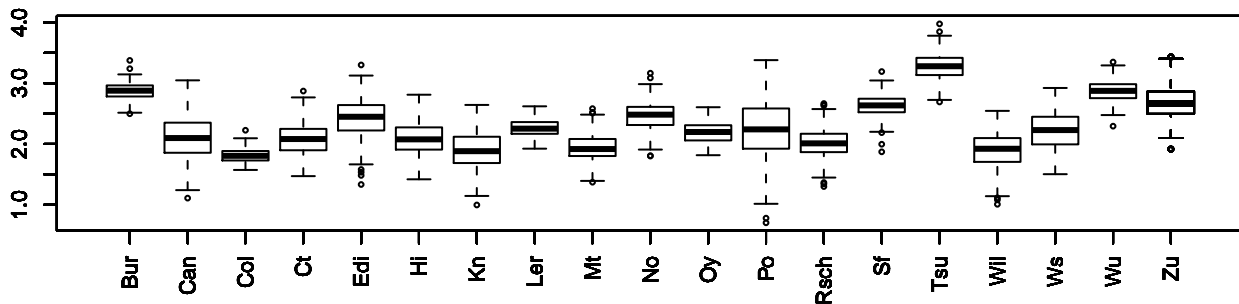 4.0
3.0
2.0
1.0
Bur Can Col Ct Edi Hi Kn Ler Mt No Oy Po Rsch Sf Tsu Wil Ws Wu Zu